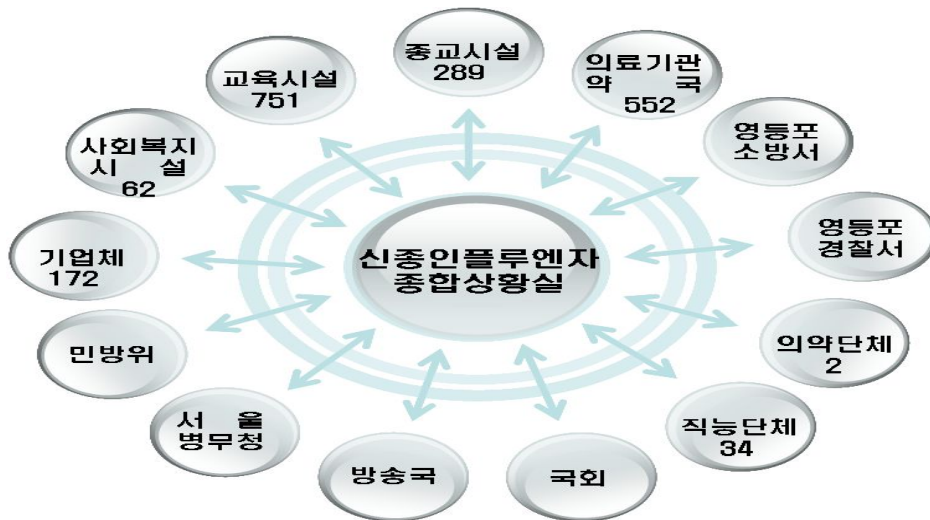 종교시설
289
의료기관
약 국
552
영등포
소방서
영등포
경찰서
의약단체
2
직능단체
34
국회
방송국
서 울
병무청
민방위
기업체
172
사회복지
시 설
62
교육시설
751
신종인플루엔자
종합상황실